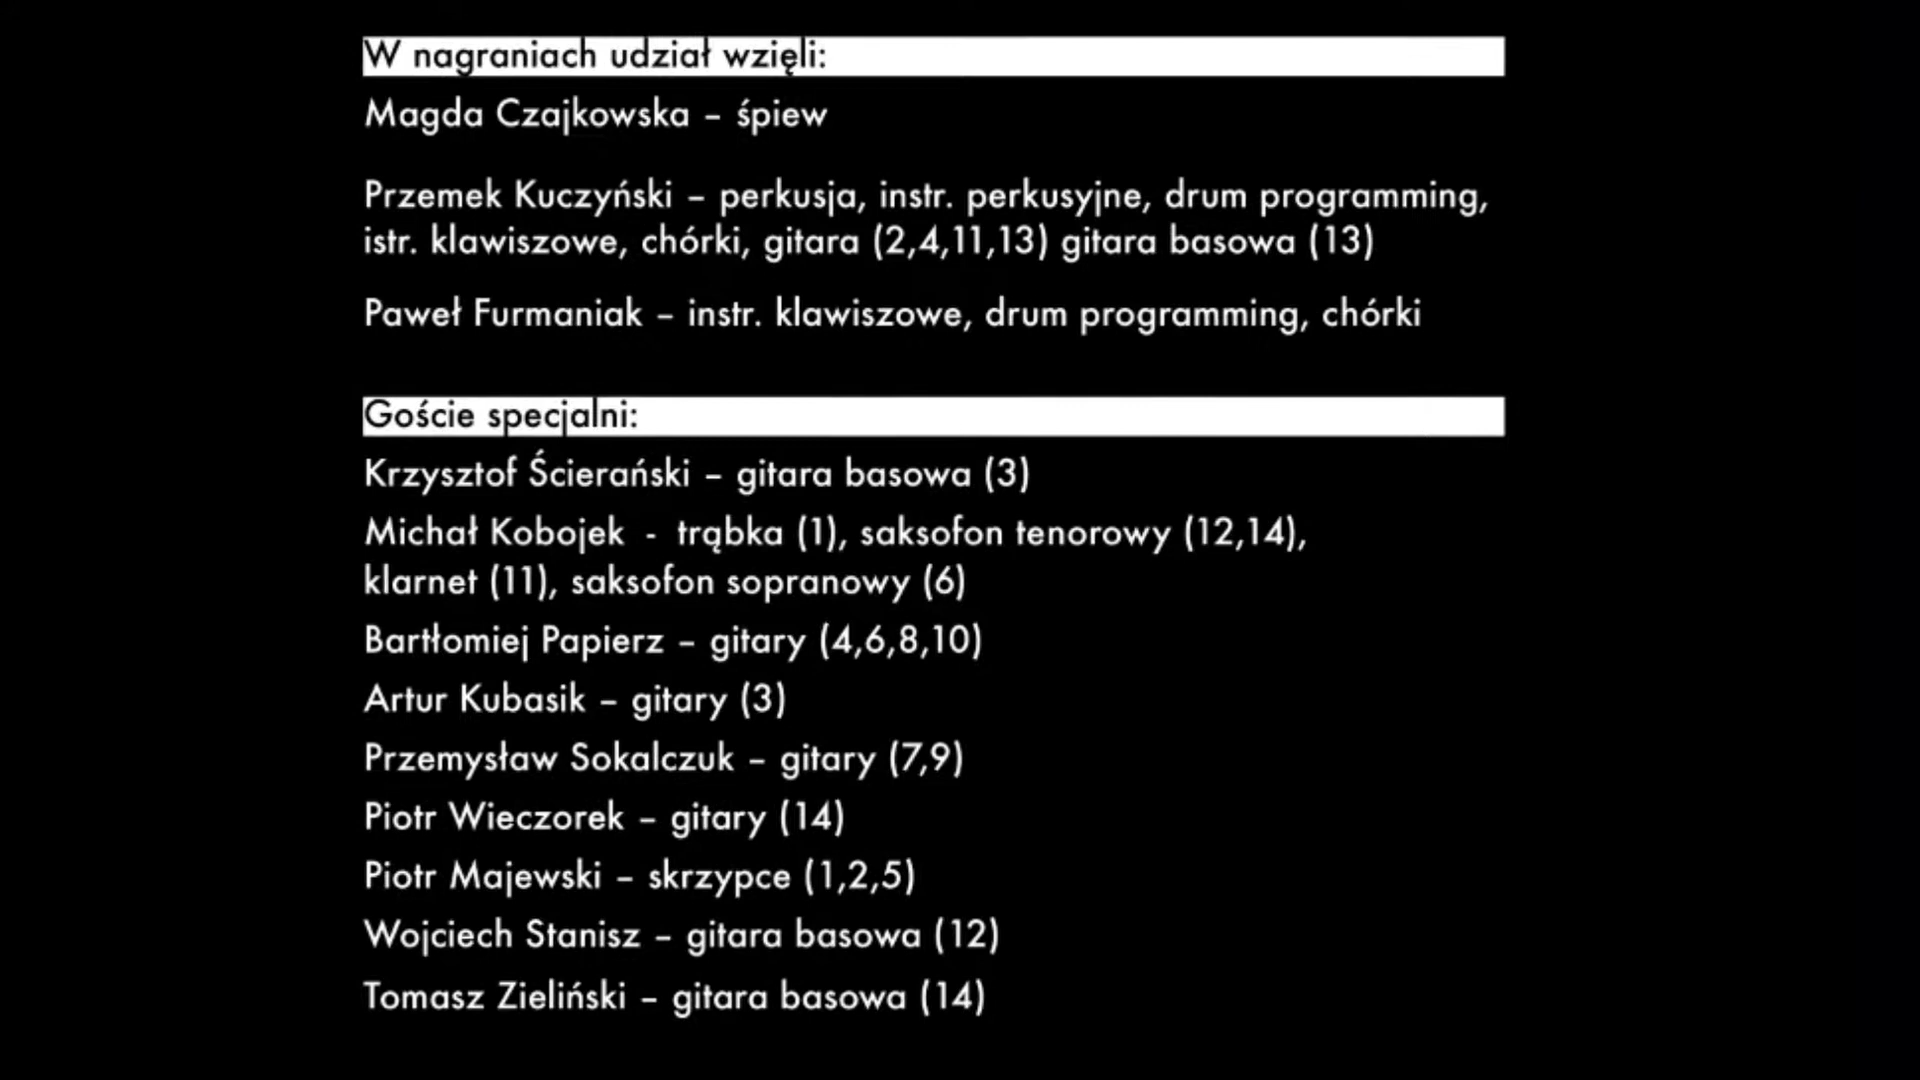 W nagraniach udział wzięli:
Magda Czajkowska – śpiew
Przemek Kuczyński – perkusja, instr. perkusyjne, drum programming,
istr. klawiszowe, chórki, gitara (2,4,11,13) gitara basowa (13)
Paweł Furmaniak – instr. klawiszowe, drum programming, chórki
Goście specjalni:
Krzysztof Ścierański – gitara basowa (3)
Michał Kobojek - trąbka (1), saksofon tenorowy (12,14),
klarnet (11), saksofon sopranowy (6)
Bartłomiej Papierz – gitary (4,6,8,10)
Artur Kubasik – gitary (3)
Przemysław Sokalczuk – gitary (7,9)
Piotr Wieczorek – gitary (14)
Piotr Majewski – skrzypce (1,2,5)
Wojciech Stanisz – gitara basowa (12)
Tomasz Zieliński – gitara basowa (14)